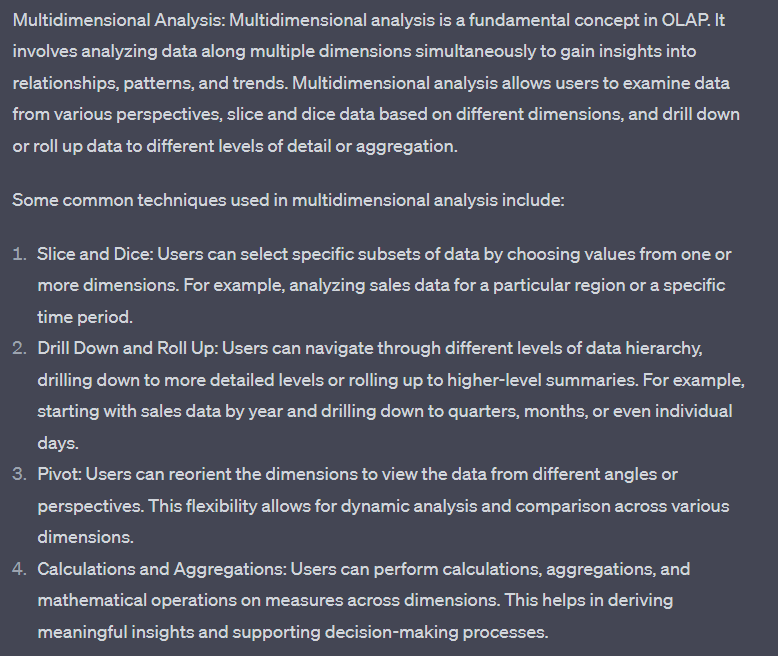 Multidimensional Analysis: Multidimensional analysis is a fundamental concept in OLAP. It
involves analyzing data along multiple dimensions simultaneously to gain insights into
relationships, patterns, and trends. Multidimensional analysis allows users to examine data
from various perspectives, slice and dice data based on different dimensions, and drill down
or roll up data to different levels of detail or aggregation.
Some common techniques used in multidimensional analysis include:
1. Slice and Dice: Users can select specific subsets of data by choosing values from one or
more dimensions. For example, analyzing sales data for a particular region or a specific
time period.
2. Drill Down and Roll Up: Users can navigate through different levels of data hierarchy,
drilling down to more detailed levels or rolling up to higher-level summaries. For example,
starting with sales data by year and drilling down to quarters, months, or even individual
days.
3. Pivot: Users can reorient the dimensions to view the data from different angles or
perspectives. This flexibility allows for dynamic analysis and comparison across various
dimensions.
4. Calculations and Aggregations: Users can perform calculations, aggregations, and
mathematical operations on measures across dimensions. This helps in deriving
meaningful insights and supporting decision-making processes.